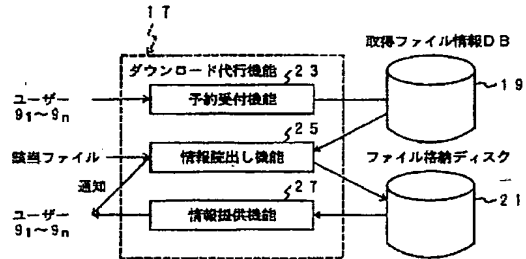 17
取得ファイル情報DB
ダウンロード代行機能
23
ユーザー
9₁～9ₙ
予約受付機能
19
25
該当ファイル
情報読出し機能
ファイル格納ディスク
通知
27
ユーザー
9₁～9ₙ
情報提供機能
21